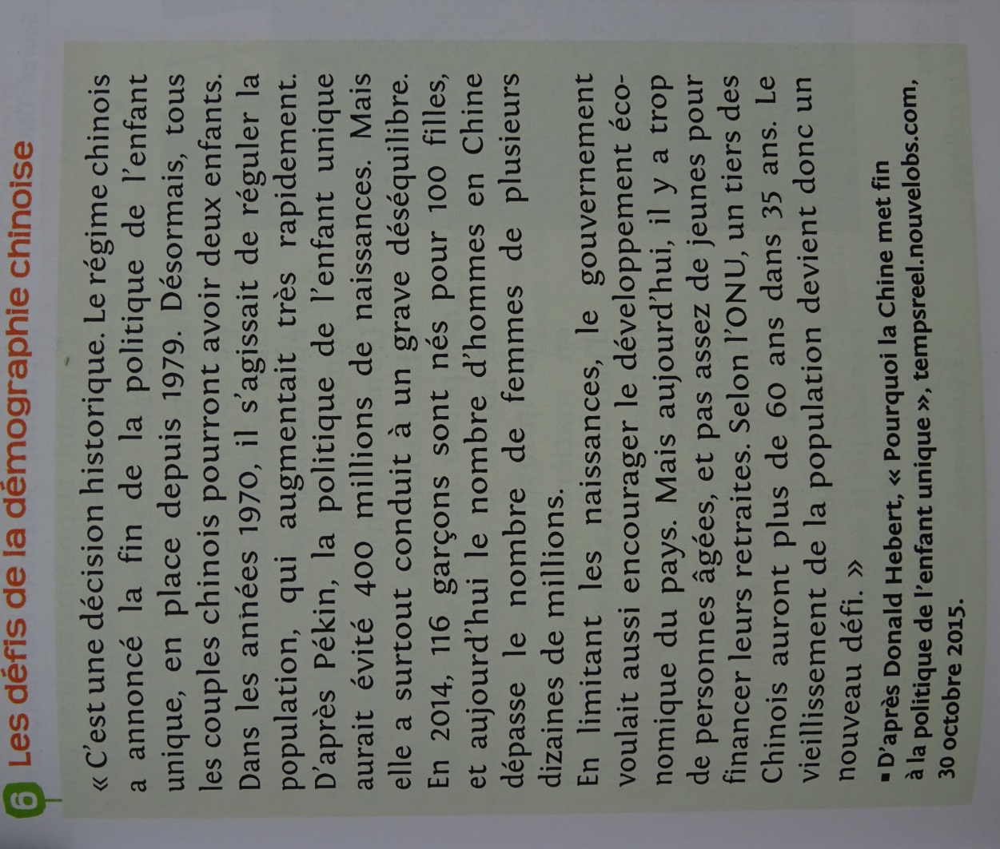 6 Les défis de la démographie chinoise
« C'est une décision historique. Le régime chinois
a annoncé la fin de la politique de l'enfant
unique, en place depuis 1979. Désormais, tous
les couples chinois pourront avoir deux enfants.
Dans les années 1970, il s'agissait de réguler la
population, qui augmentait très rapidement.
D'après Pékin, la politique de l'enfant unique
aurait évité 400 millions de naissances. Mais
elle a surtout conduit à un grave déséquilibre.
En 2014, 116 garçons sont nés pour 100 filles,
et aujourd'hui le nombre d'hommes en Chine
dépasse le nombre de femmes de plusieurs
dizaines de millions.
En limitant les naissances, le gouvernement
voulait aussi encourager le développement éco-
nomique du pays. Mais aujourd'hui, il y a trop
de personnes âgées, et pas assez de jeunes pour
financer leurs retraites. Selon l'ONU, un tiers des
Chinois auront plus de 60 ans dans 35 ans. Le
vieillissement de la population devient donc un
nouveau défi. »
▪ D'après Donald Hebert, « Pourquoi la Chine met fin
à la politique de l'enfant unique », tempsreel.nouvelobs.com,
30 octobre 2015.